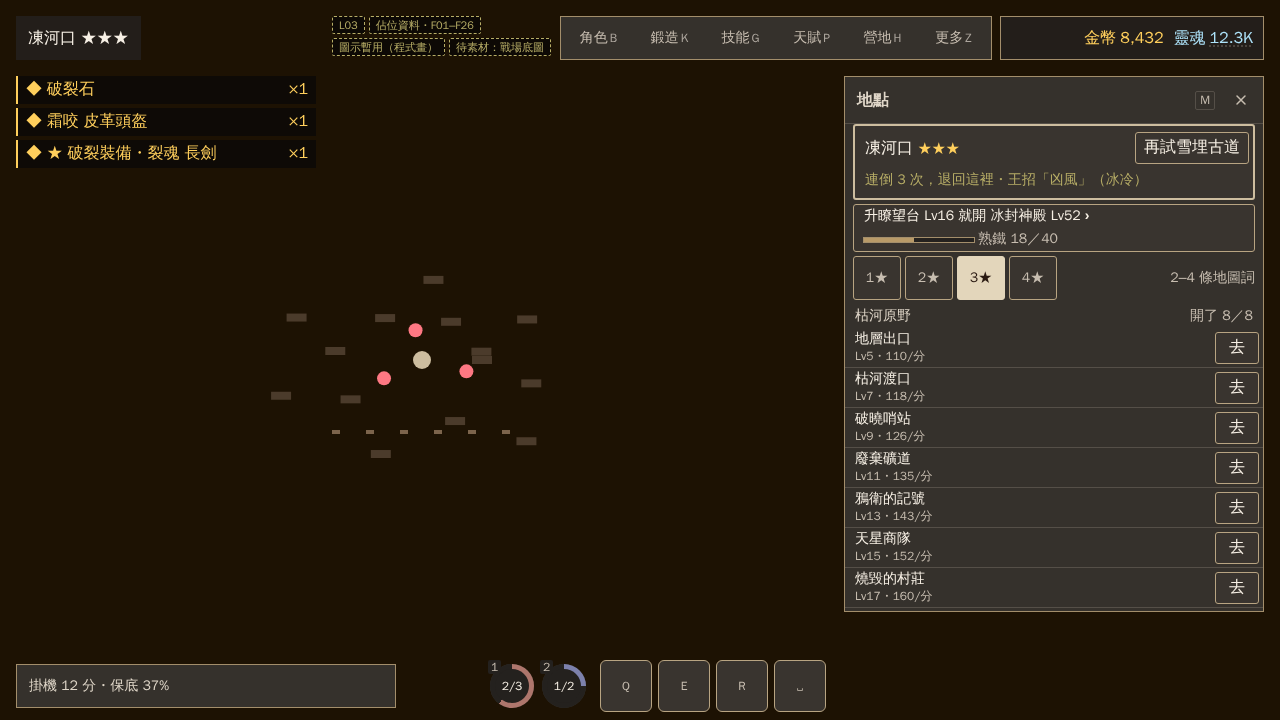 凍河口 ★★★
L03
佔位資料・F01–F26
圖示暫用（程式畫）
待素材：戰場底圖
角色B 鍛造K 技能G 天賦P 營地H 更多Z
金幣 8,432 靈魂 12.3K
◆ 破裂石 ×1
◆ 霜咬 皮革頭盔 ×1
◆ ★ 破裂裝備・裂魂 長劍 ×1
地點 M ×
凍河口 ★★★ 再試雪埋古道
連倒 3 次，退回這裡・王招「凶風」（冰冷）
升瞭望台 Lv16 就開 冰封神殿 Lv52 ›
熟鐵 18／40
1★ 2★ 3★ 4★ 2–4 條地圖詞
枯河原野 開了 8／8
地層出口 去
Lv5・110/分
枯河渡口 去
Lv7・118/分
破曉哨站 去
Lv9・126/分
廢棄礦道 去
Lv11・135/分
鴉衛的記號 去
Lv13・143/分
天星商隊 去
Lv15・152/分
燒毀的村莊 去
Lv17・160/分
掛機 12 分・保底 37%
1 2/3 2 1/2 Q E R ⎵